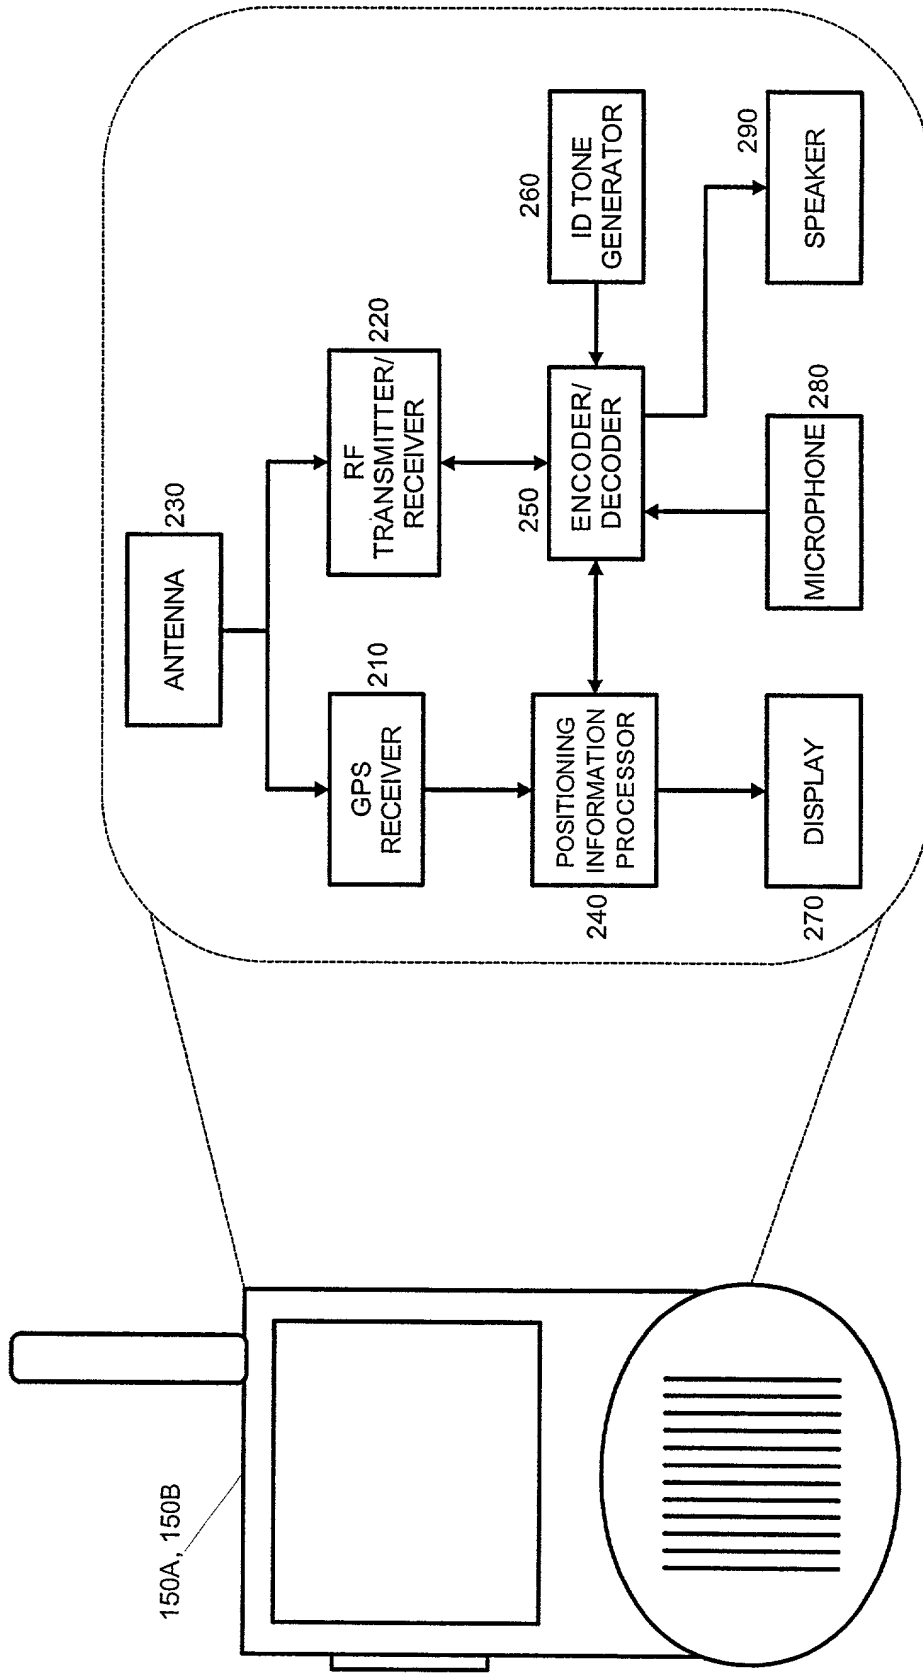 150A, 150B
ANTENNA
230
GPS
RECEIVER
210
RF
TRANSMITTER/
RECEIVER
220
POSITIONING
INFORMATION
PROCESSOR
240
250
ENCODER/
DECODER
260
ID TONE
GENERATOR
DISPLAY
270
MICROPHONE
280
SPEAKER
290